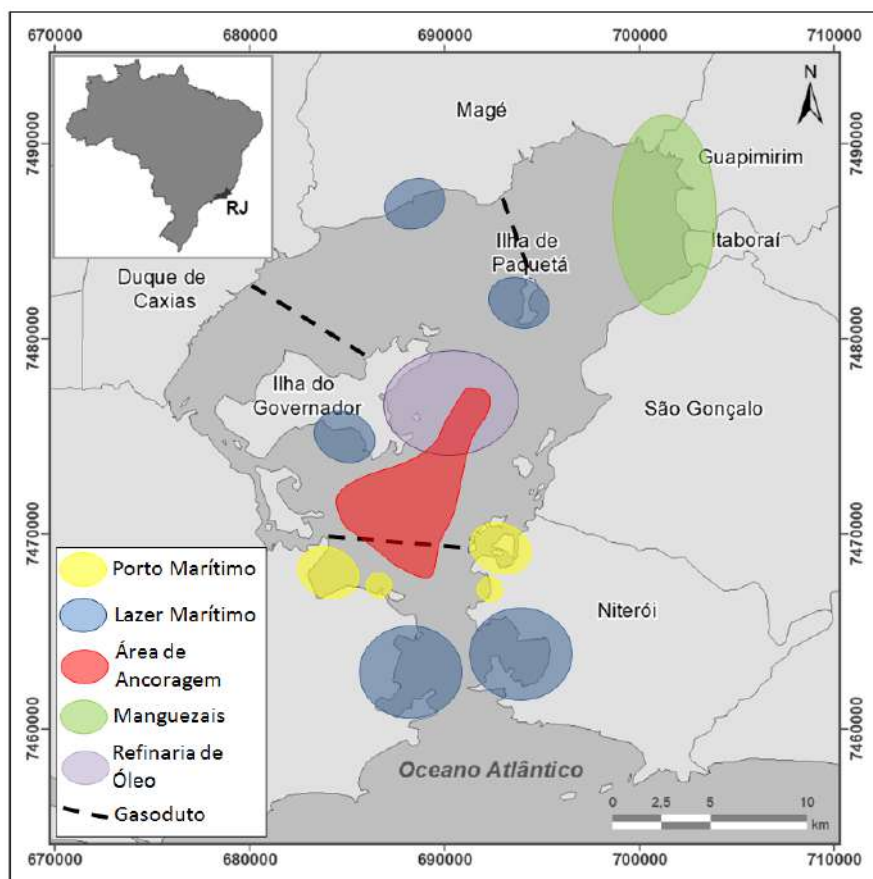 670000
680000
690000
700000
710000
N
Magé
7490000
7490000
Guapimirim
RJ
Ilha de
Paquetá
Itaboraí
Duque de
Caxias
7480000
7480000
Ilha do
Governador
São Gonçalo
7470000
7470000
Porto Marítimo
Lazer Marítimo
Niterói
Área de
Ancoragem
Manguezais
7460000
7460000
Refinaria de
Óleo
Oceano Atlântico
Gasoduto
0 2,5 5 10
km
670000
680000
690000
700000
710000